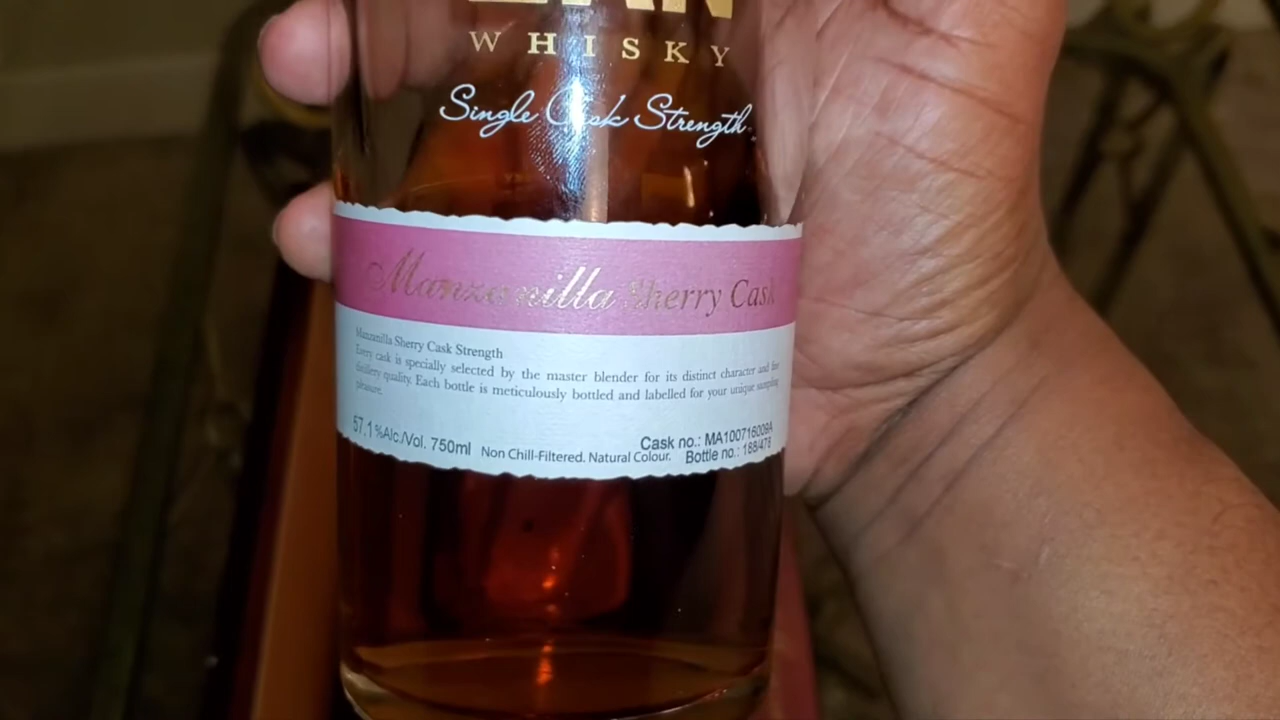 WHISKY
Single Cask Strength
Manzanilla Sherry Cask
Manzanilla Sherry Cask Strength
Every cask is specially selected by the master blender for its distinct character and fine
distillery quality. Each bottle is meticulously bottled and labelled for your unique sampling
pleasure.
57.1%Alc./Vol. 750ml Non Chill-Filtered. Natural Colour.
Cask no.: MA100716009A
Bottle no.: 188/478